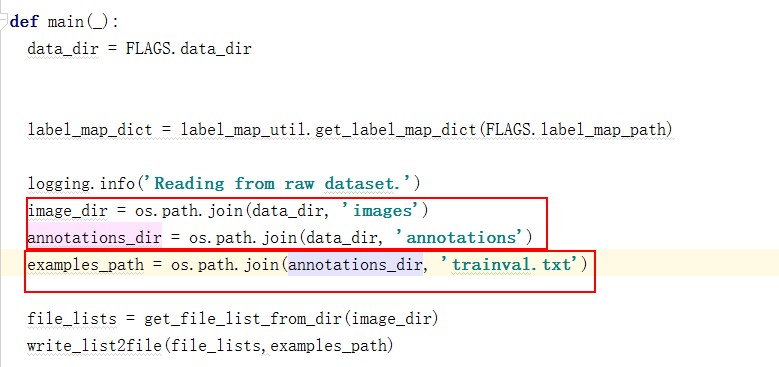 def main(_):
data_dir = FLAGS.data_dir
label_map_dict = label_map_util.get_label_map_dict(FLAGS.label_map_path)
logging.info('Reading from raw dataset.')
image_dir = os.path.join(data_dir, 'images')
annotations_dir = os.path.join(data_dir, 'annotations')
examples_path = os.path.join(annotations_dir, 'trainval.txt')
file_lists = get_file_list_from_dir(image_dir)
write_list2file(file_lists,examples_path)